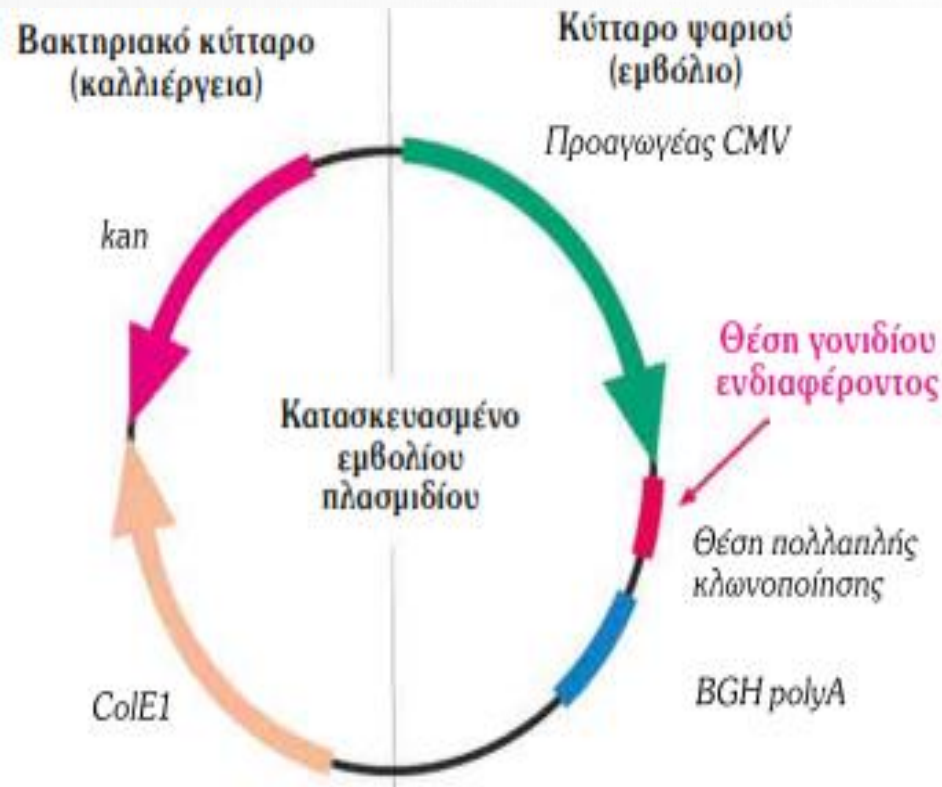 Βακτηριακό κύτταρο
(καλλιέργεια)
Κύτταρο ψαριού
(εμβόλιο)
Προαγωγέας CMV
kan
Θέση γονιδίου
ενδιαφέροντος
Κατασκευασμένο
εμβολίου
πλασμιδίου
Θέση πολλαπλής
κλωνοποίησης
ColE1
BGH polyA